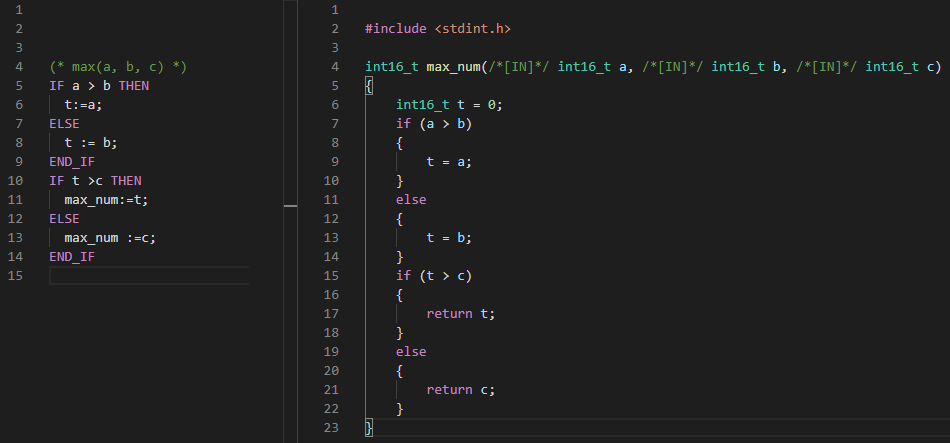 1
2
3
4 (* max(a, b, c) *)
5 IF a > b THEN
6 t:=a;
7 ELSE
8 t := b;
9 END_IF
10 IF t >c THEN
11 max_num:=t;
12 ELSE
13 max_num :=c;
14 END_IF
15
1
2 #include <stdint.h>
3
4 int16_t max_num(/*[IN]*/ int16_t a, /*[IN]*/ int16_t b, /*[IN]*/ int16_t c)
5 {
6 int16_t t = 0;
7 if (a > b)
8 {
9 t = a;
10 }
11 else
12 {
13 t = b;
14 }
15 if (t > c)
16 {
17 return t;
18 }
19 else
20 {
21 return c;
22 }
23 }